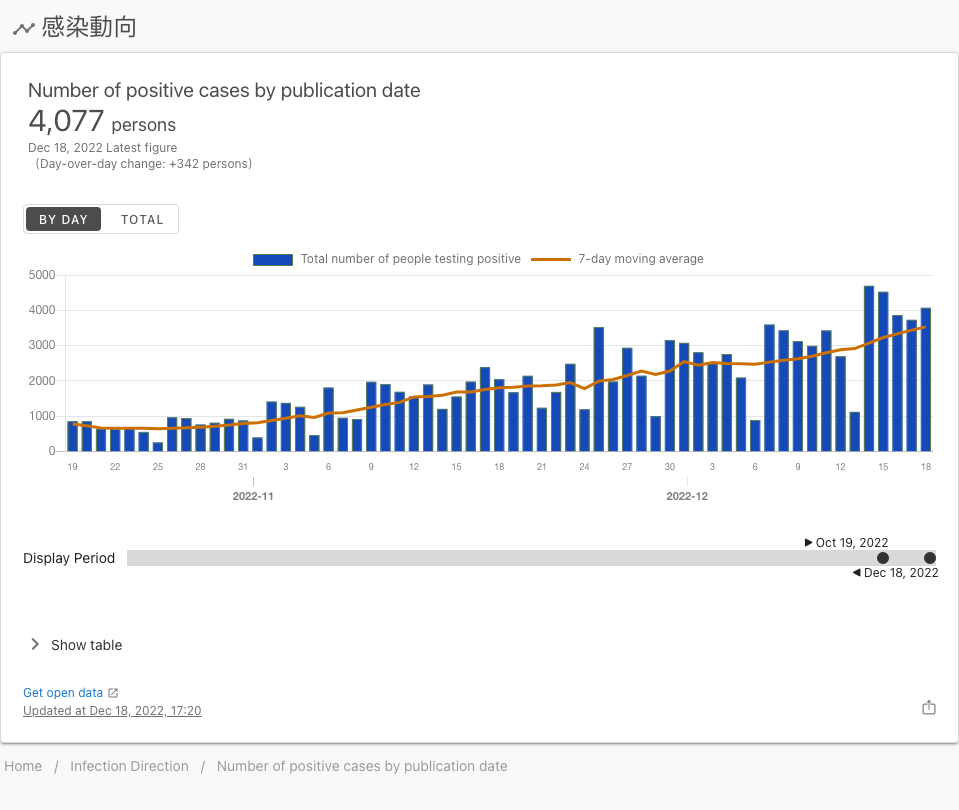 感染動向
Number of positive cases by publication date
4,077 persons
Dec 18, 2022 Latest figure
(Day-over-day change: +342 persons)
BY DAY TOTAL
Total number of people testing positive 7-day moving average
5000
4000
3000
2000
1000
0
19 22 25 28 31 3 6 9 12 15 18 21 24 27 30 3 6 9 12 15 18
2022-11 2022-12
▶ Oct 19, 2022
Display Period
◀ Dec 18, 2022
Show table
Get open data
Updated at Dec 18, 2022, 17:20
Home / Infection Direction / Number of positive cases by publication date